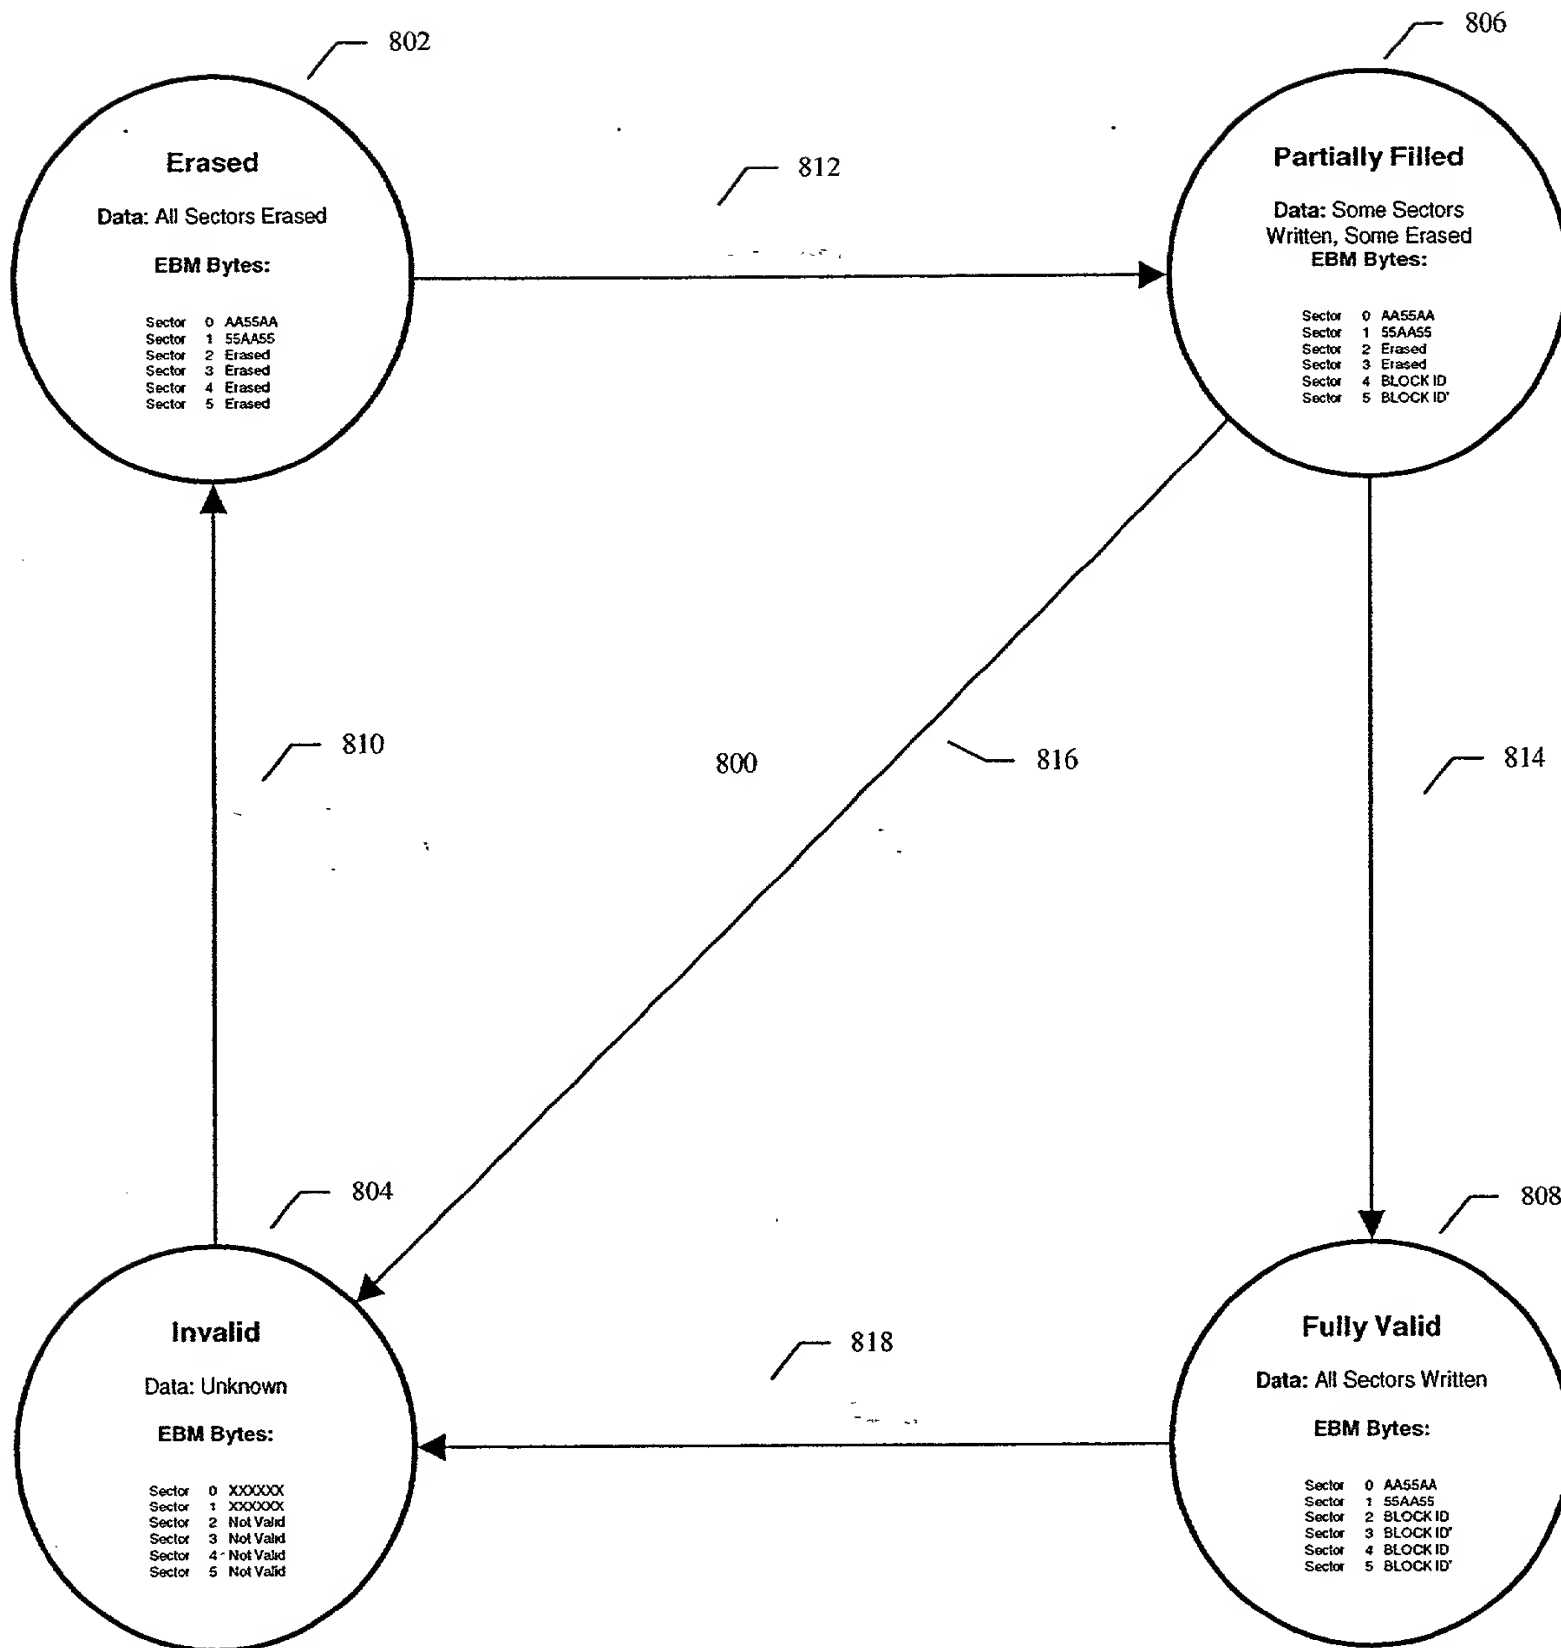 802
Erased
Data: All Sectors Erased
EBM Bytes:
Sector 0 AA55AA
Sector 1 55AA55
Sector 2 Erased
Sector 3 Erased
Sector 4 Erased
Sector 5 Erased
812
806
Partially Filled
Data: Some Sectors
Written, Some Erased
EBM Bytes:
Sector 0 AA55AA
Sector 1 55AA55
Sector 2 Erased
Sector 3 Erased
Sector 4 BLOCK ID
Sector 5 BLOCK ID'
810
800
816
814
804
Invalid
Data: Unknown
EBM Bytes:
Sector 0 XXXXXX
Sector 1 XXXXXX
Sector 2 Not Valid
Sector 3 Not Valid
Sector 4 Not Valid
Sector 5 Not Valid
818
808
Fully Valid
Data: All Sectors Written
EBM Bytes:
Sector 0 AA55AA
Sector 1 55AA55
Sector 2 BLOCK ID
Sector 3 BLOCK ID'
Sector 4 BLOCK ID
Sector 5 BLOCK ID'